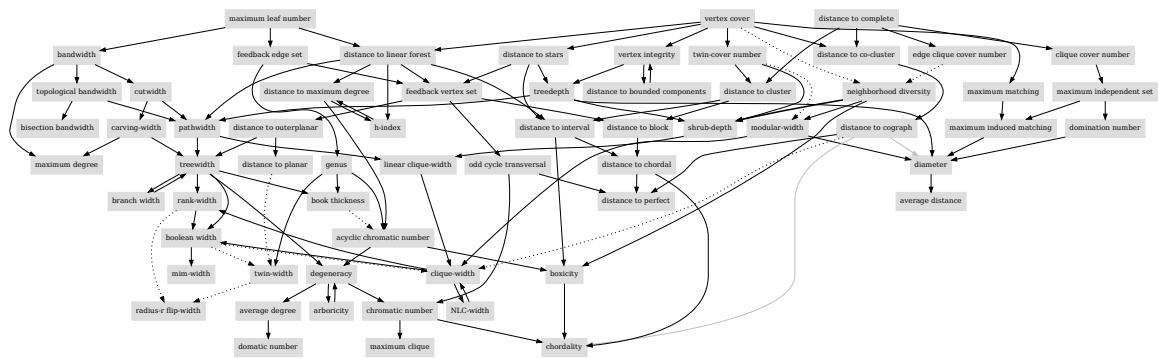 maximum leaf number
vertex cover
distance to complete
bandwidth
feedback edge set
distance to linear forest
distance to stars
vertex integrity
twin-cover number
distance to co-cluster
edge clique cover number
clique cover number
topological bandwidth
cutwidth
distance to maximum degree
feedback vertex set
treedepth
distance to bounded components
distance to cluster
neighborhood diversity
maximum matching
maximum independent set
bisection bandwidth
carving-width
pathwidth
distance to outerplanar
h-index
distance to interval
distance to block
shrub-depth
modular-width
distance to cograph
maximum induced matching
domination number
maximum degree
treewidth
distance to planar
genus
linear clique-width
odd cycle transversal
distance to chordal
diameter
branch width
rank-width
book thickness
distance to perfect
average distance
boolean width
acyclic chromatic number
mim-width
twin-width
degeneracy
clique-width
boxicity
radius-r flip-width
average degree
arboricity
chromatic number
NLC-width
domatic number
maximum clique
chordality